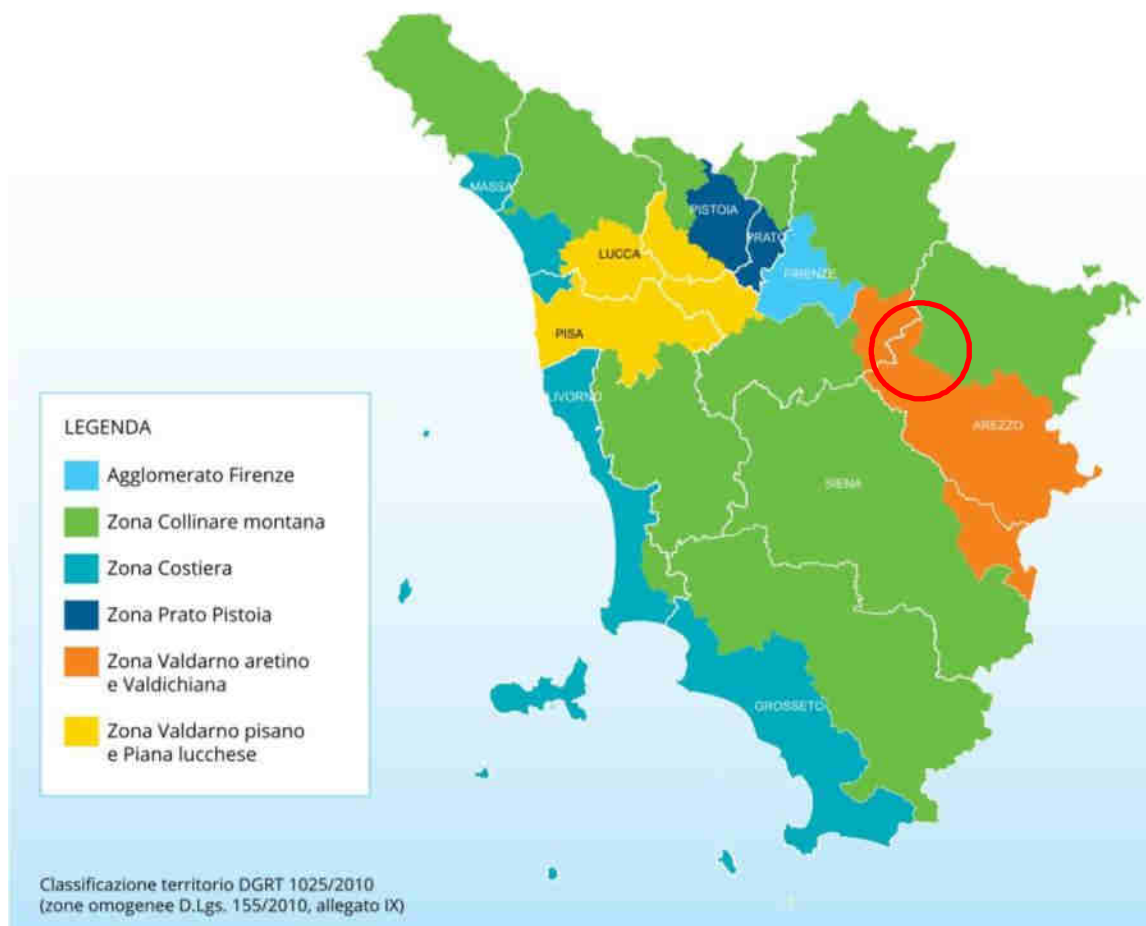 MASSA
PISTOIA
PRATO
LUCCA
FIRENZE
PISA
LIVORNO
AREZZO
SIENA
GROSSETO
LEGENDA
Agglomerato Firenze
Zona Collinare montana
Zona Costiera
Zona Prato Pistoia
Zona Valdarno aretino
e Valdichiana
Zona Valdarno pisano
e Piana lucchese
Classificazione territorio DGRT 1025/2010
(zone omogenee D.Lgs. 155/2010, allegato IX)